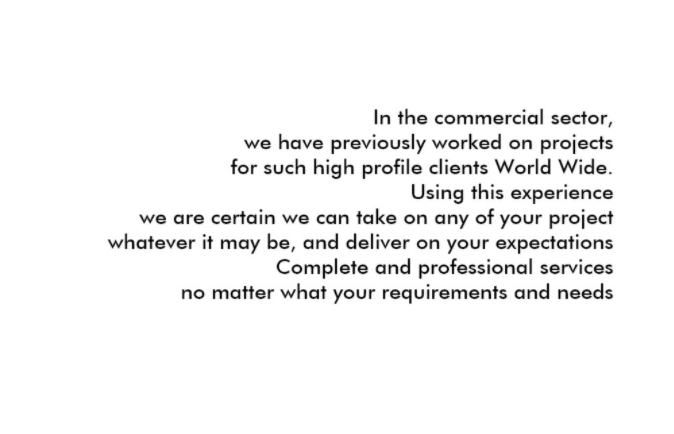 In the commercial sector,
we have previously worked on projects
for such high profile clients World Wide.
Using this experience
we are certain we can take on any of your project
whatever it may be, and deliver on your expectations
Complete and professional services
no matter what your requirements and needs